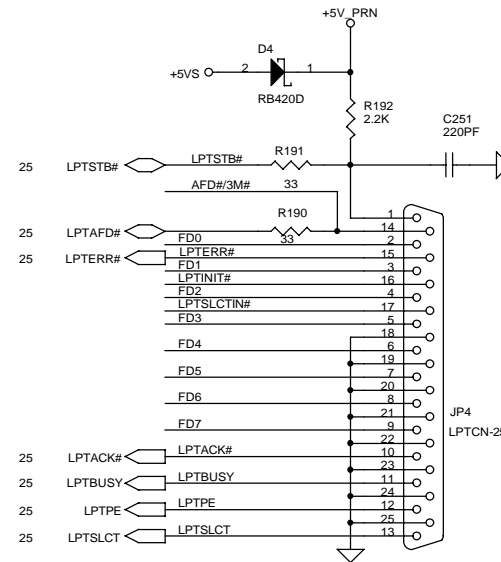 +5V_PRN
D4
+5VS 2 1
RB420D
R192
2.2K
C251
220PF
25 LPTSTB# LPTSTB# R191
33
AFD#/3M#
1
25 LPTAFD# R190 14
33
FD0 2
25 LPTERR# LPTERR# 15
FD1 3
LPTINIT# 16
FD2 4
LPTSLCTIN# 17
FD3 5
18
FD4 6
19
FD5 7
20
FD6 8
21
JP4
FD7 9
LPTCN-25
22
25 LPTACK# LPTACK# 10
23
25 LPTBUSY LPTBUSY 11
24
25 LPTPE LPTPE 12
25
25 LPTSLCT LPTSLCT 13